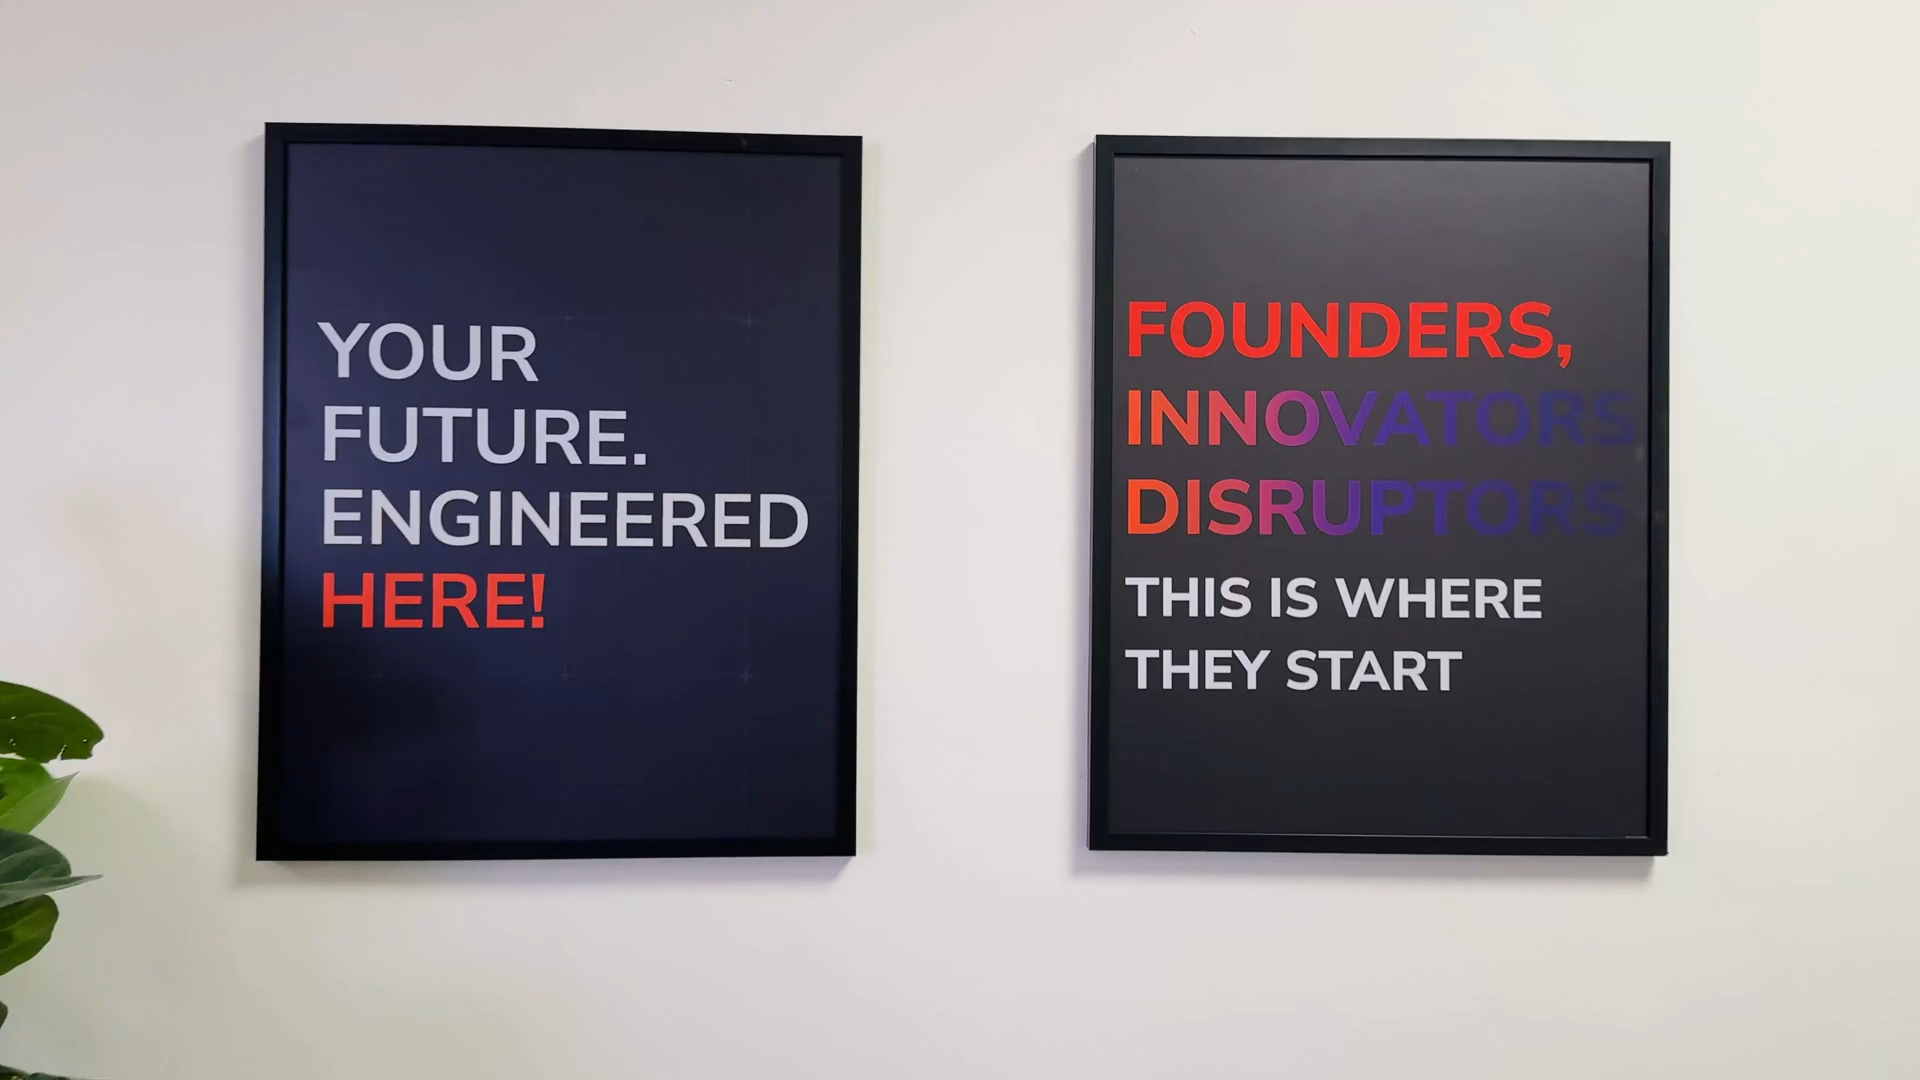 YOUR
FUTURE.
ENGINEERED
HERE!
FOUNDERS,
INNOVATORS
DISRUPTORS
THIS IS WHERE
THEY START